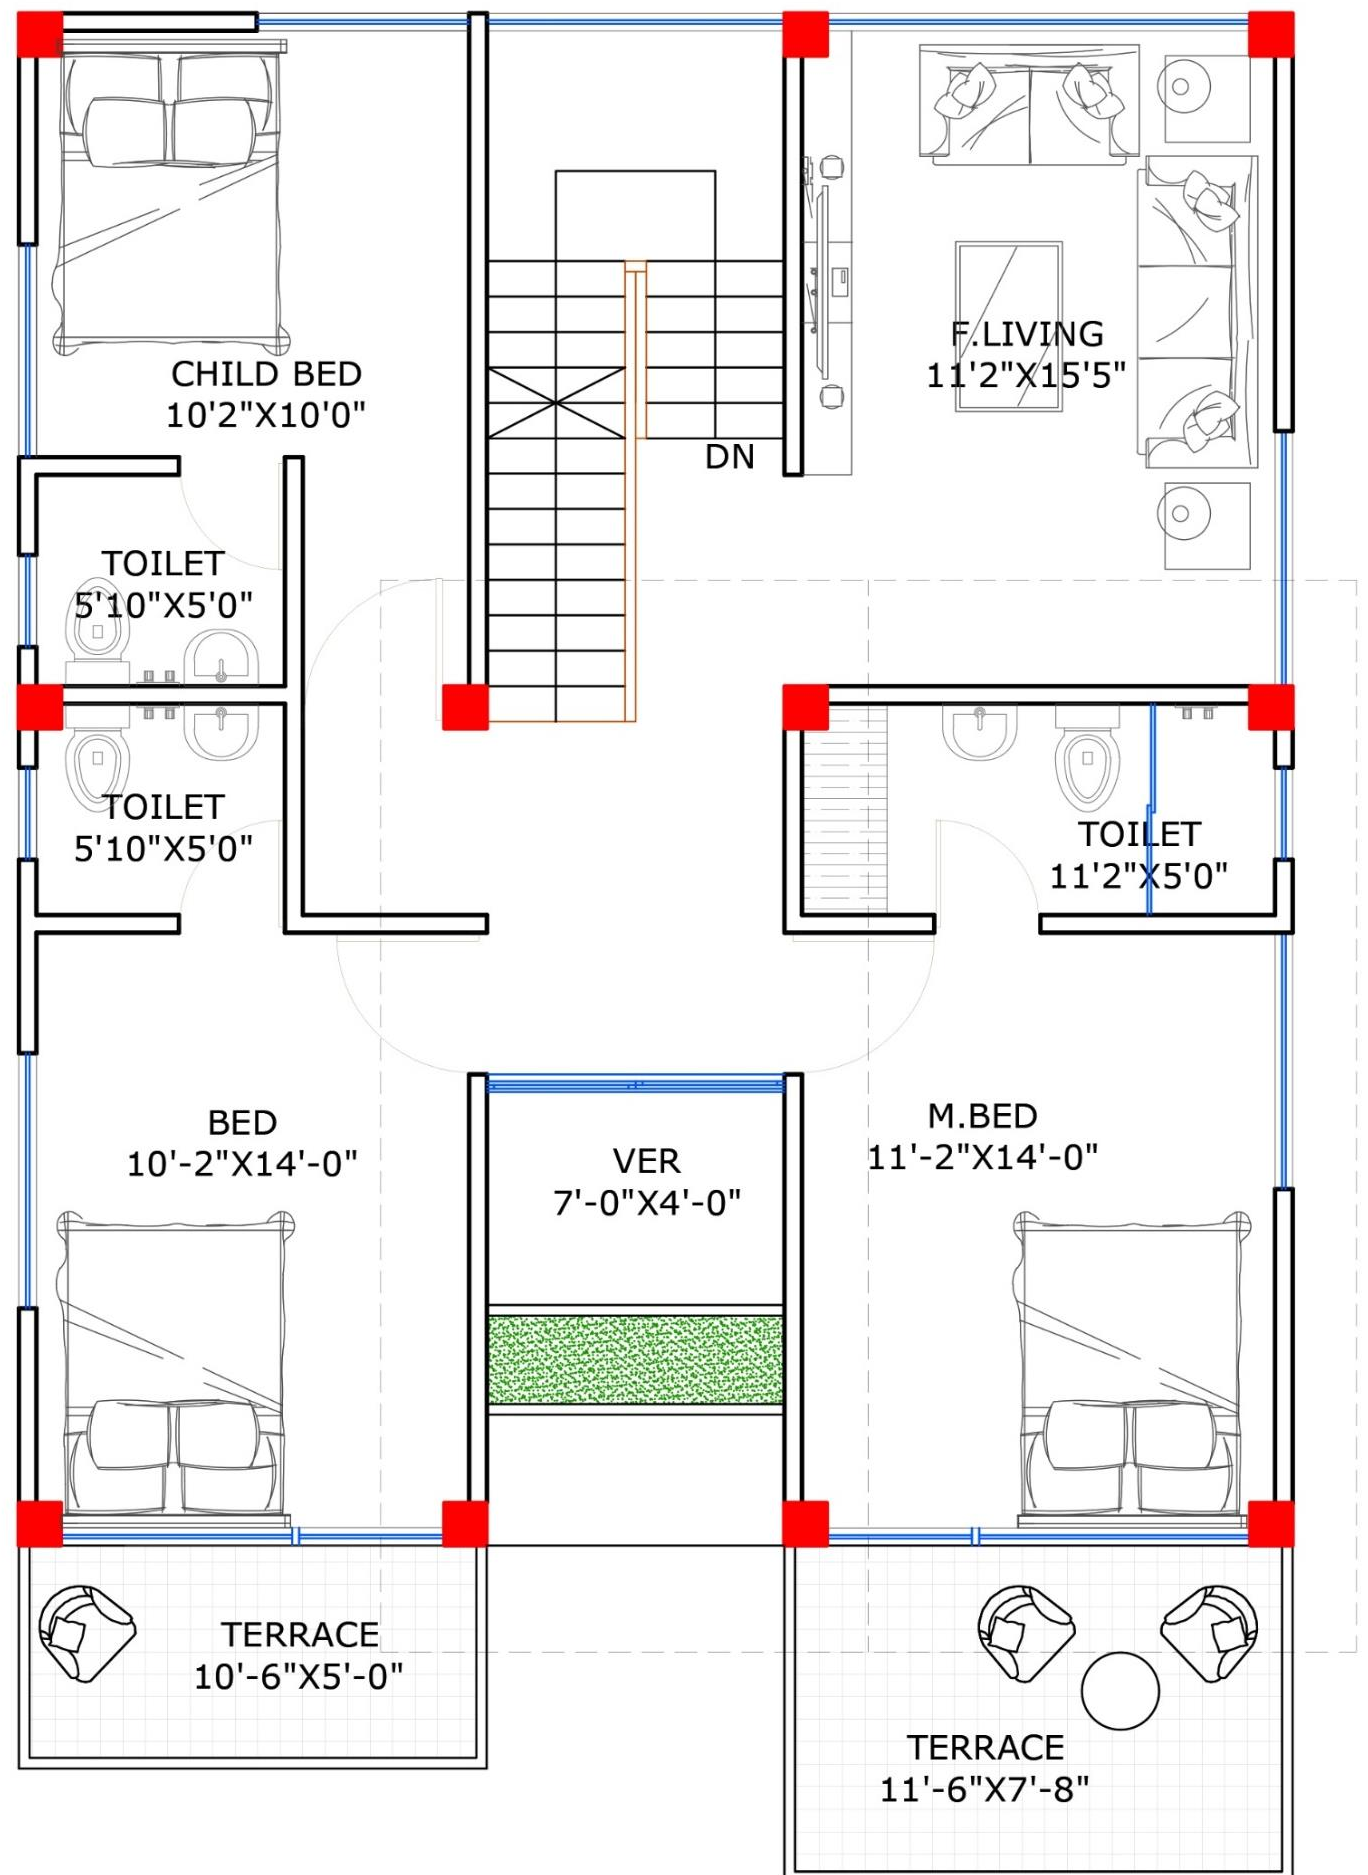 F.LIVING
11'2"X15'5"
CHILD BED
10'2"X10'0"
DN
TOILET
5'10"X5'0"
TOILET
5'10"X5'0"
TOILET
11'2"X5'0"
BED
10'-2"X14'-0"
M.BED
11'-2"X14'-0"
VER
7'-0"X4'-0"
TERRACE
10'-6"X5'-0"
TERRACE
11'-6"X7'-8"